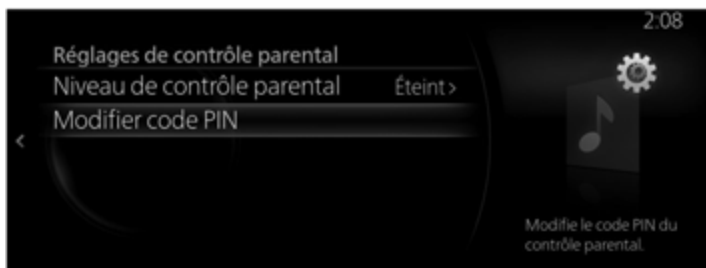 2:08
Réglages de contrôle parental
Niveau de contrôle parental Éteint>
Modifier code PIN
<
Modifie le code PIN du
contrôle parental.